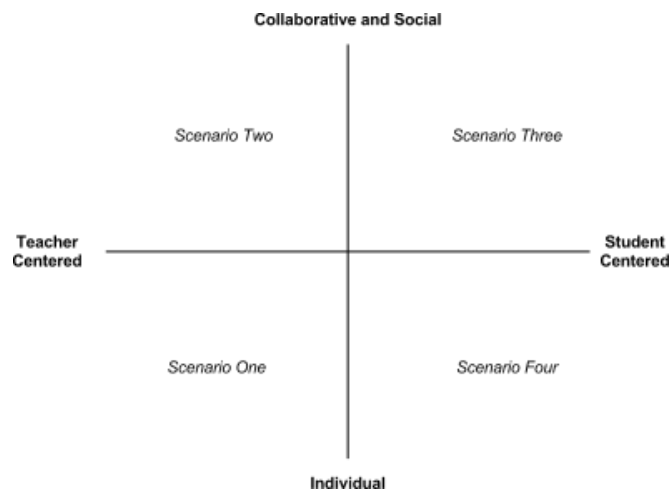 Collaborative and Social
Scenario Two
Scenario Three
Teacher
Centered
Student
Centered
Scenario One
Scenario Four
Individual